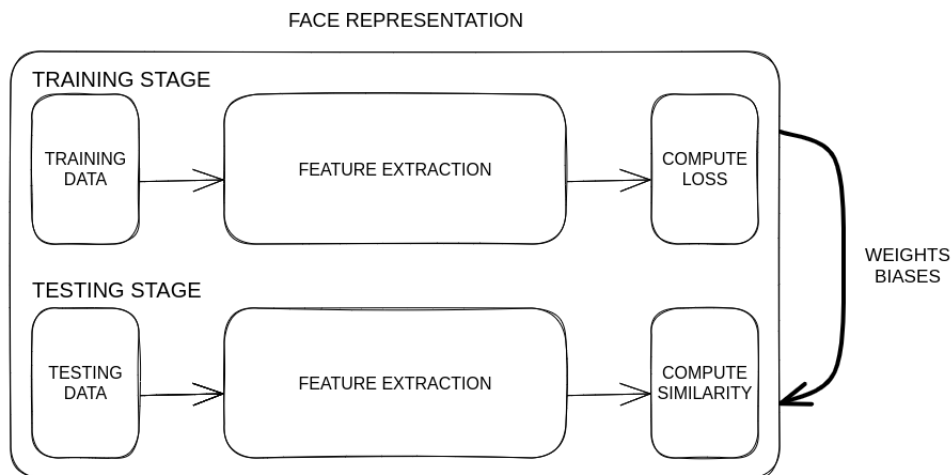 FACE REPRESENTATION
TRAINING STAGE
TRAINING
DATA
FEATURE EXTRACTION
COMPUTE
LOSS
WEIGHTS
BIASES
TESTING STAGE
TESTING
DATA
FEATURE EXTRACTION
COMPUTE
SIMILARITY